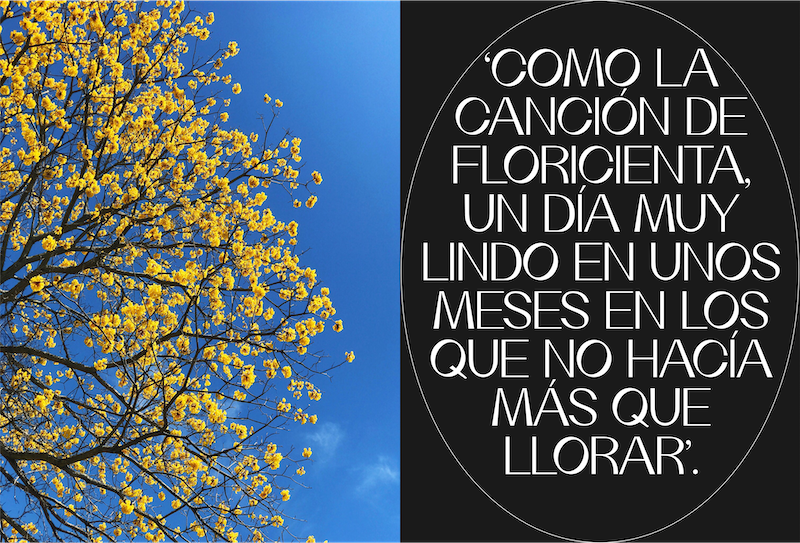 ‘COMO LA
CANCIÓN DE
FLORICIENTA,
UN DÍA MUY
LINDO EN UNOS
MESES EN LOS
QUE NO HACÍA
MÁS QUE
LLORAR’.